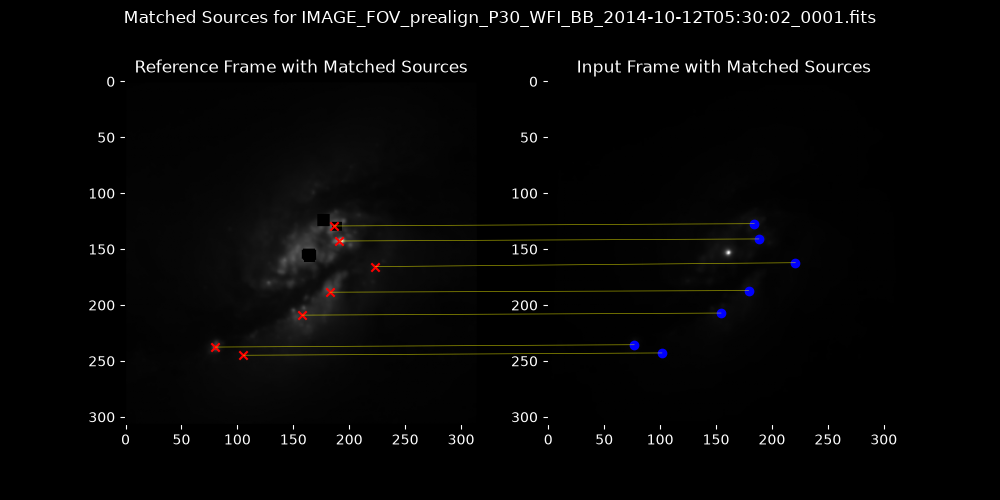 Matched Sources for IMAGE_FOV_prealign_P30_WFI_BB_2014-10-12T05:30:02_0001.fits
Reference Frame with Matched Sources
Input Frame with Matched Sources
0
50
100
150
200
250
300
0 50 100 150 200 250 300
0
50
100
150
200
250
300
0 50 100 150 200 250 300